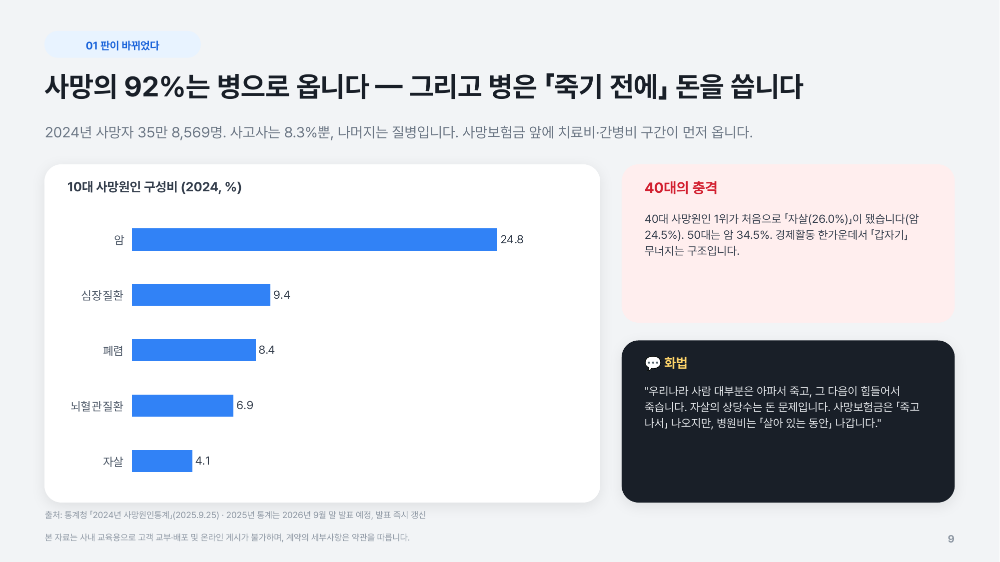 01 판이 바뀌었다
사망의 92%는 병으로 옵니다 — 그리고 병은 「죽기 전에」 돈을 씁니다
2024년 사망자 35만 8,569명. 사고사는 8.3%뿐, 나머지는 질병입니다. 사망보험금 앞에 치료비·간병비 구간이 먼저 옵니다.
10대 사망원인 구성비 (2024, %)
암 24.8
심장질환 9.4
폐렴 8.4
뇌혈관질환 6.9
자살 4.1
40대의 충격
40대 사망원인 1위가 처음으로 「자살(26.0%)」이 됐습니다(암
24.5%). 50대는 암 34.5%. 경제활동 한가운데서 「갑자기」
무너지는 구조입니다.
💬 화법
"우리나라 사람 대부분은 아파서 죽고, 그 다음이 힘들어서
죽습니다. 자살의 상당수는 돈 문제입니다. 사망보험금은 「죽고
나서」 나오지만, 병원비는 「살아 있는 동안」 나갑니다."
출처: 통계청 「2024년 사망원인통계」(2025.9.25) · 2025년 통계는 2026년 9월 말 발표 예정, 발표 즉시 갱신
본 자료는 사내 교육용으로 고객 교부·배포 및 온라인 게시가 불가하며, 계약의 세부사항은 약관을 따릅니다.
9